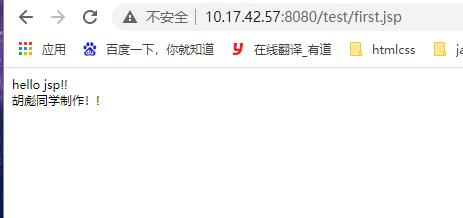 不安全 | 10.17.42.57:8080/test/first.jsp
应用 百度一下，你就知道 在线翻译_有道 htmlcss ja
hello jsp!!
胡彪同学制作！!